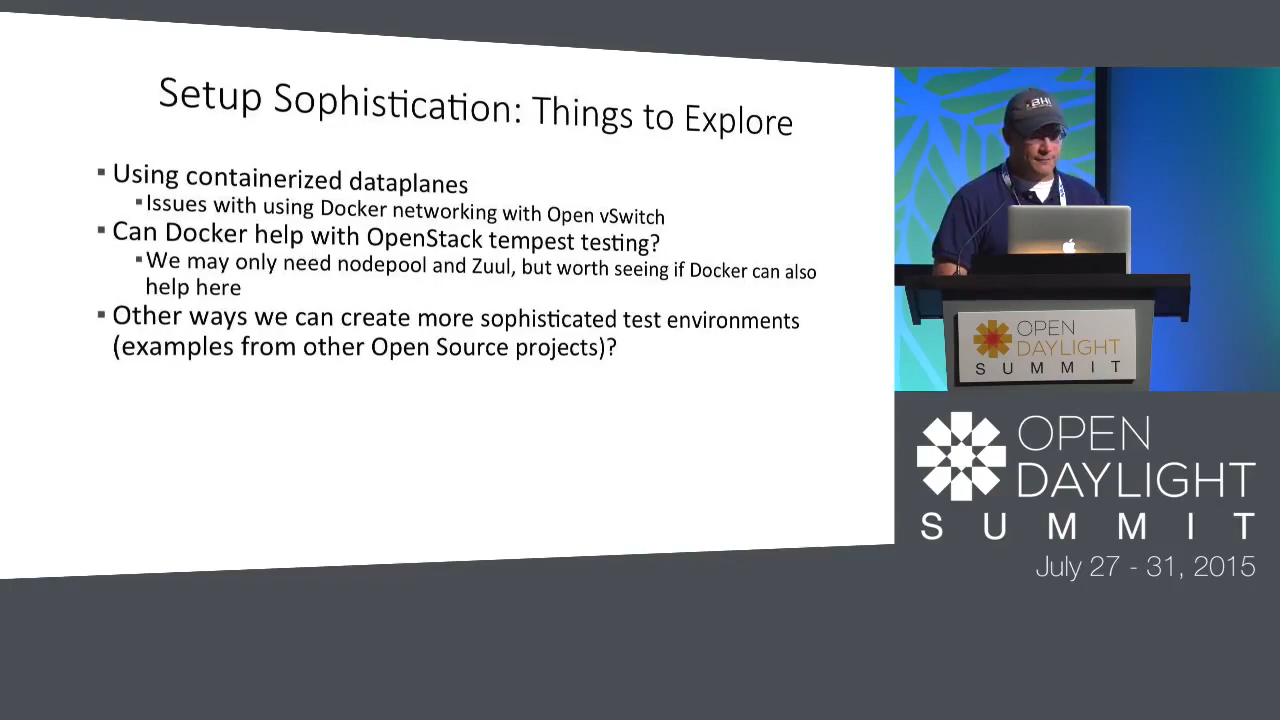 Setup Sophistication: Things to Explore
▪ Using containerized dataplanes
▪ Issues with using Docker networking with Open vSwitch
▪ Can Docker help with OpenStack tempest testing?
▪ We may only need nodepool and Zuul, but worth seeing if Docker can also
help here
▪ Other ways we can create more sophisticated test environments
(examples from other Open Source projects)?
BHI
OPEN
DAYLIGHT
SUMMIT
OPEN
DAYLIGHT
SUMMIT
July 27 - 31, 2015